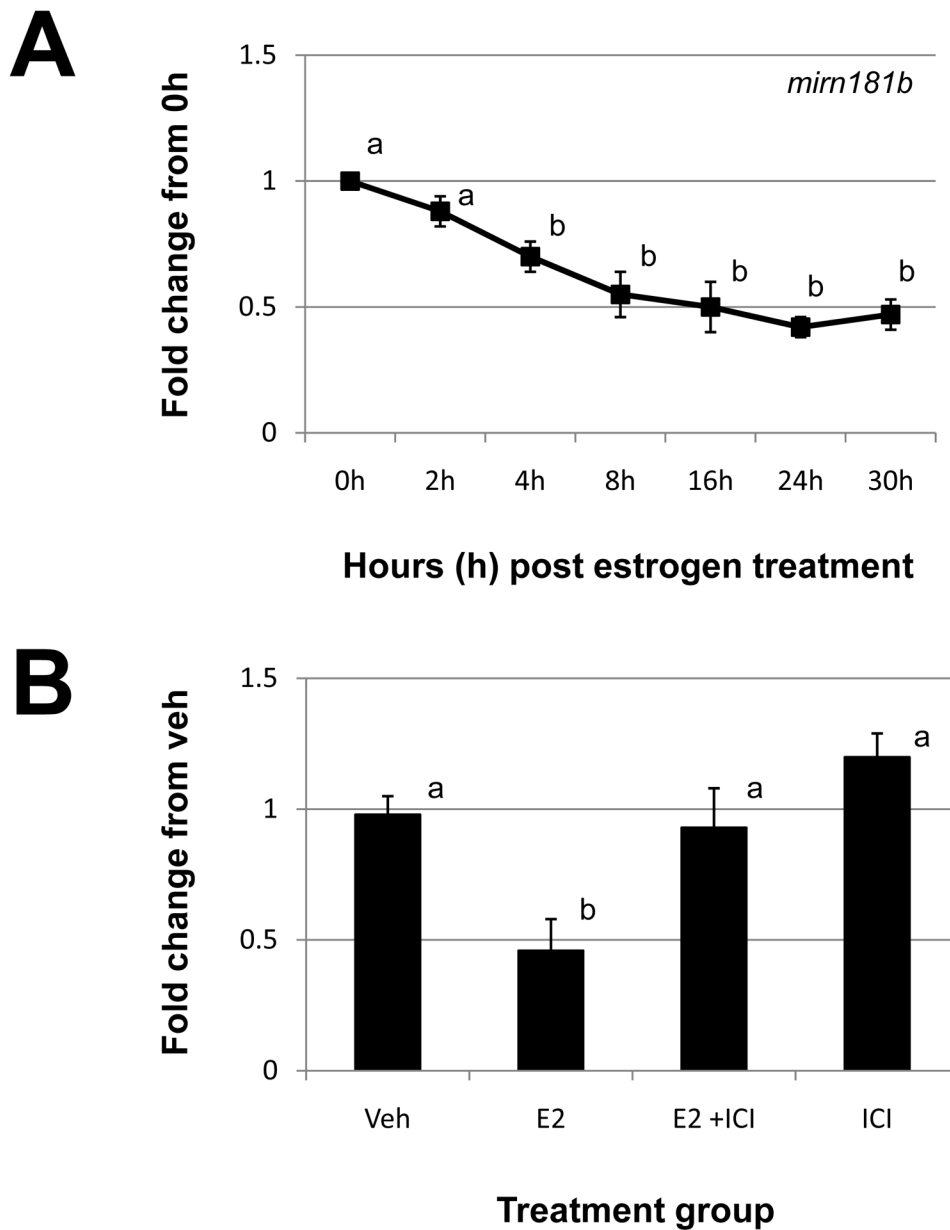 A
Fold change from 0h
1.5
1
0.5
0
mirn181b
a
a
b
b
b
b
b
0h 2h 4h 8h 16h 24h 30h
Hours (h) post estrogen treatment
B
Fold change from veh
1.5
1
0.5
0
a
b
a
a
Veh E2 E2 +ICI ICI
Treatment group